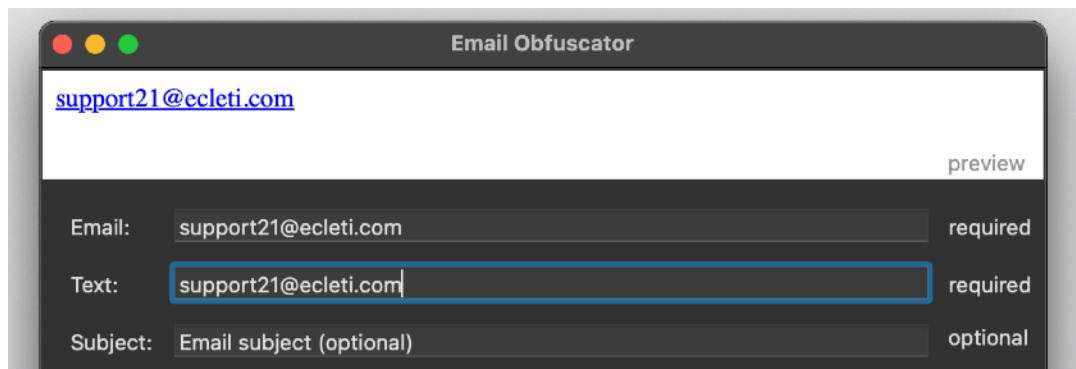 Email Obfuscator
support21@ecleti.com
preview
Email: support21@ecleti.com required
Text: support21@ecleti.com required
Subject: Email subject (optional) optional